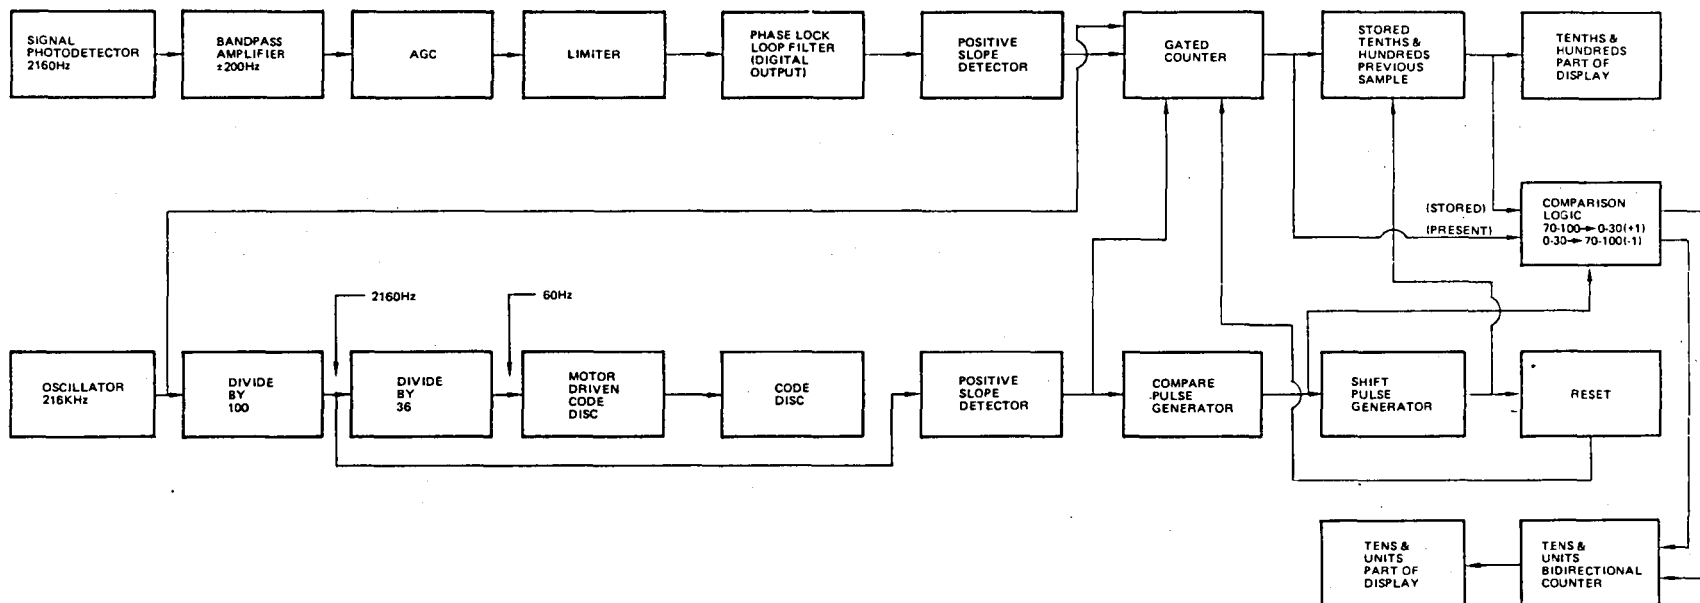 SIGNAL
PHOTODETECTOR
2160Hz
BANDPASS
AMPLIFIER
±200Hz
AGC
LIMITER
PHASE LOCK
LOOP FILTER
(DIGITAL
OUTPUT)
POSITIVE
SLOPE
DETECTOR
GATED
COUNTER
STORED
TENTHS &
HUNDREDS
PREVIOUS
SAMPLE
TENTHS &
HUNDREDS
PART OF
DISPLAY
(STORED)
(PRESENT)
COMPARISON
LOGIC
70-100→0-30(+1)
0-30→70-100(-1)
2160Hz
60Hz
OSCILLATOR
216KHz
DIVIDE
BY
100
DIVIDE
BY
36
MOTOR
DRIVEN
CODE
DISC
CODE
DISC
POSITIVE
SLOPE
DETECTOR
COMPARE
PULSE
GENERATOR
SHIFT
PULSE
GENERATOR
RESET
TENS &
UNITS
PART OF
DISPLAY
TENS &
UNITS
BIDIRECTIONAL
COUNTER